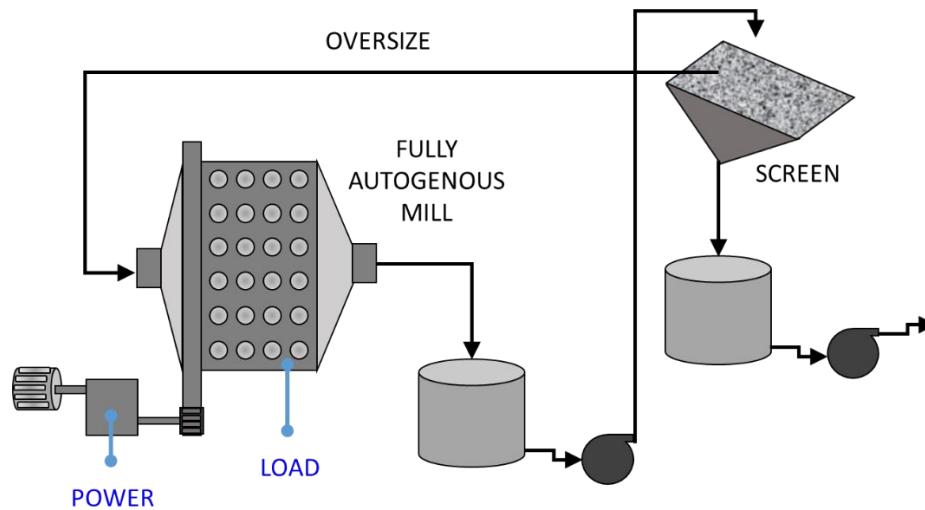 OVERSIZE
FULLY
AUTOGENOUS
MILL
SCREEN
LOAD
POWER